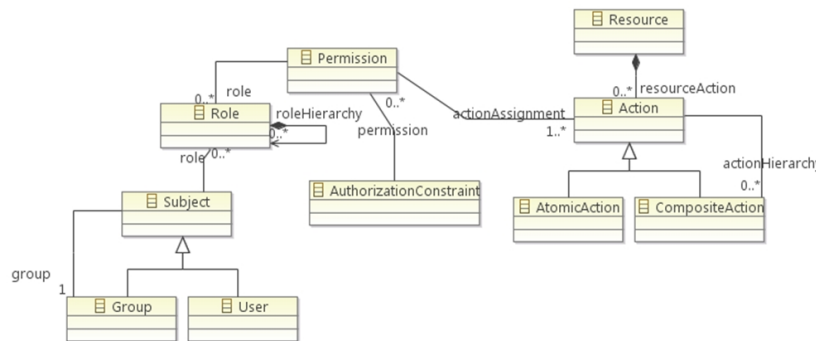 Resource
Permission
0..* resourceAction
role
0..*
0..*
Action
Role
roleHierarchy
actionAssignment
0..*
permission
1..*
role 0..*
actionHierarchy
AuthorizationConstraint
0..*
Subject
AtomicAction
CompositeAction
group
1
Group
User